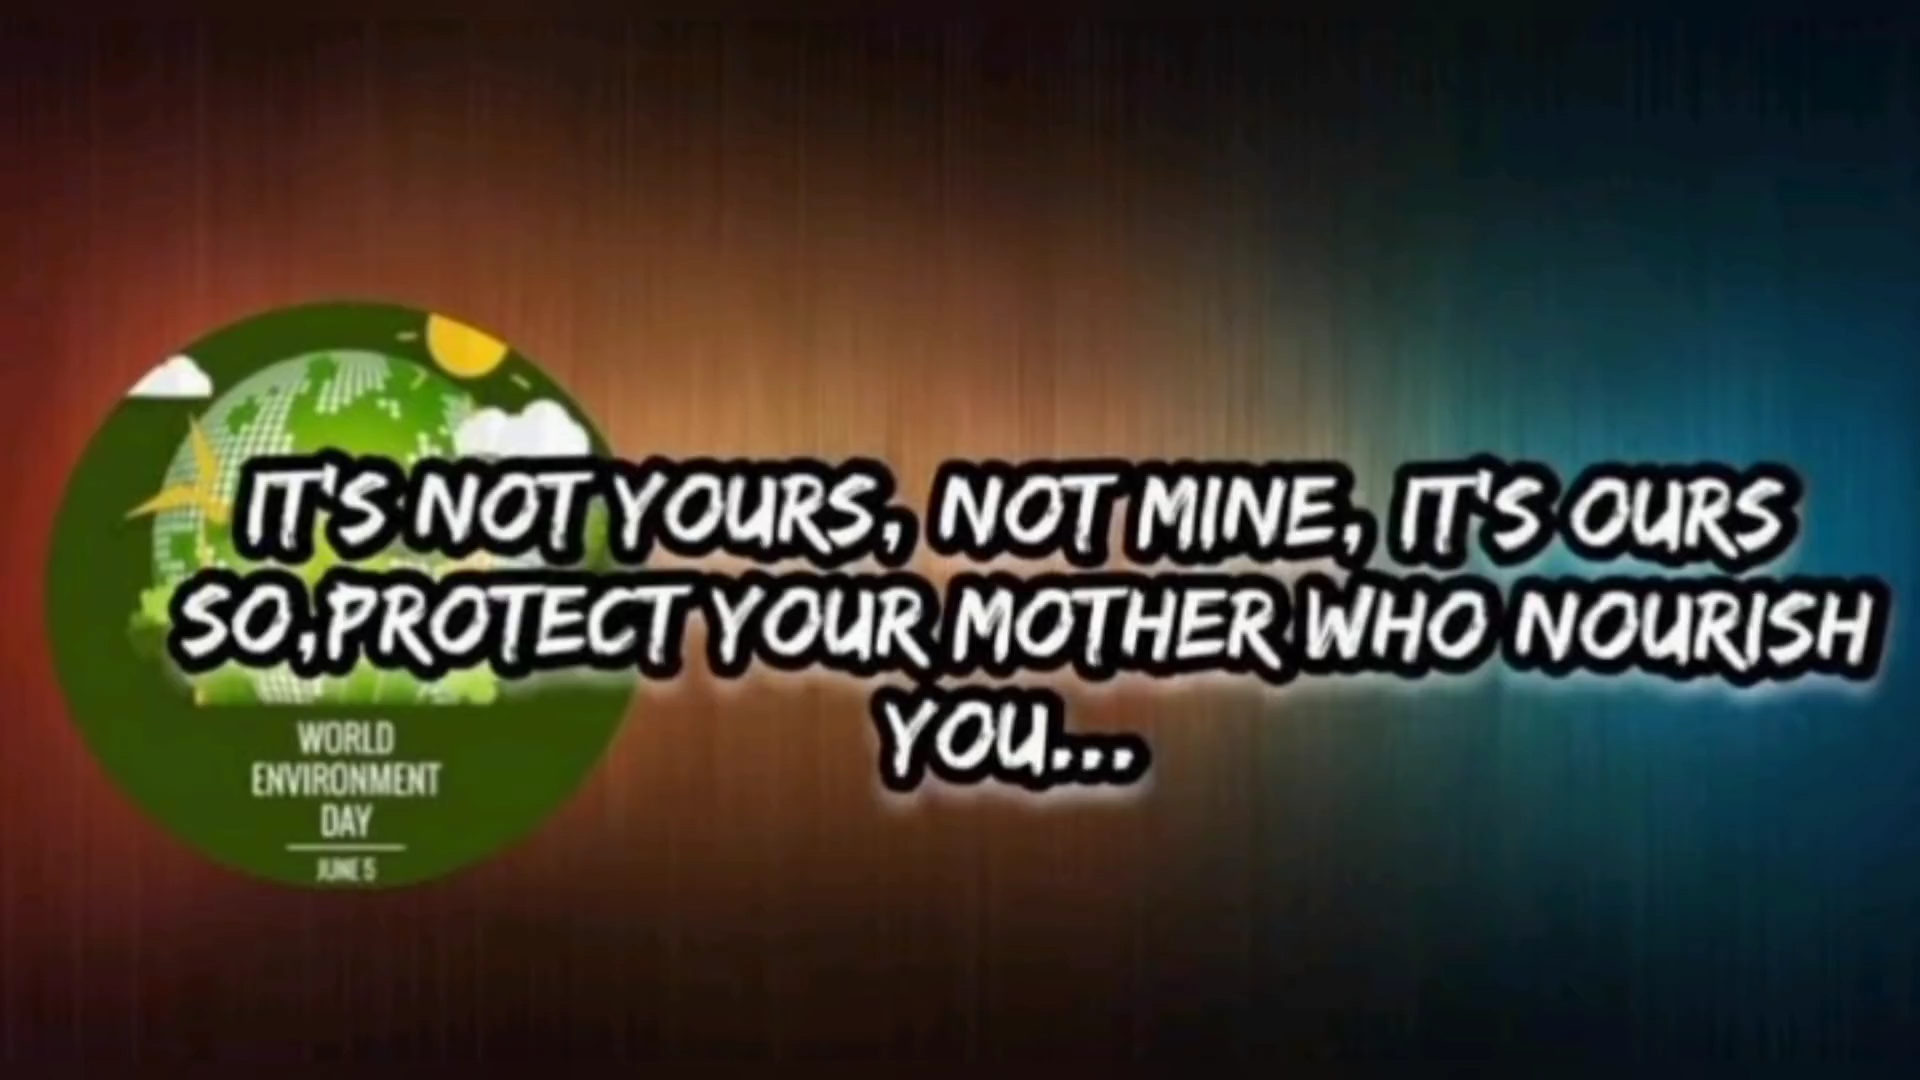 IT'S NOT YOURS, NOT MINE, IT'S OURS
SO,PROTECT YOUR MOTHER WHO NOURISH
YOU...
WORLD
ENVIRONMENT
DAY
JUNE 5